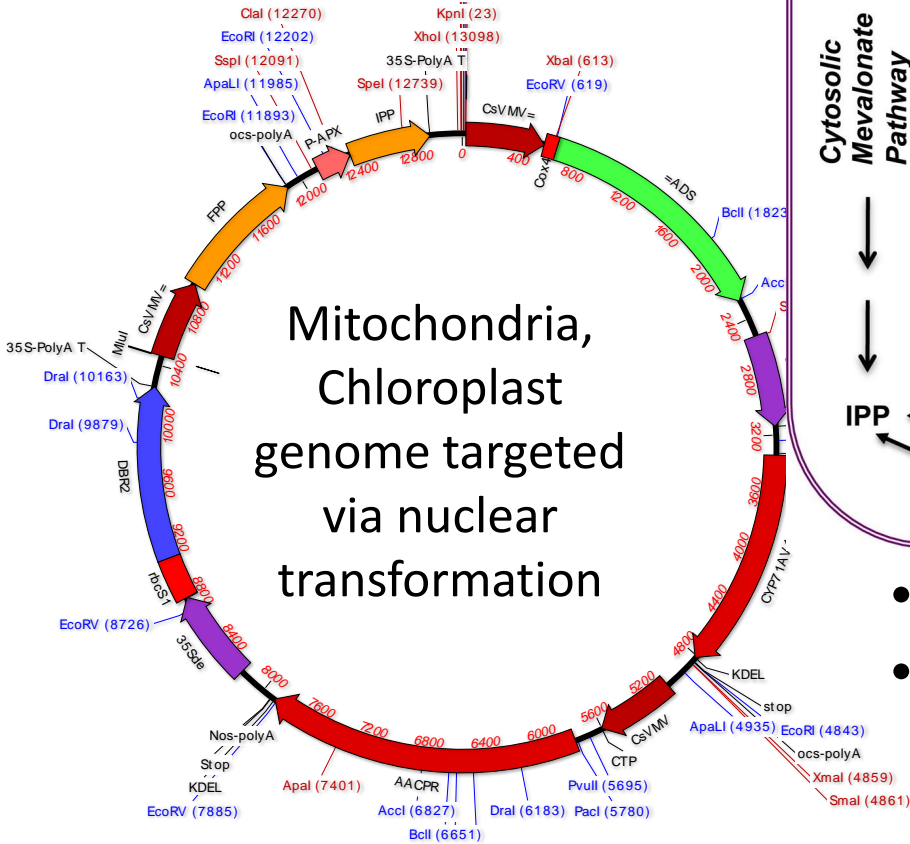 ClaI (12270)
EcoRI (12202)
SspI (12091)
ApaLI (11985)
EcoRI (11893)
ocs-polyA
P-APX
SpeI (12739)
IPP
35S-PolyA T
KpnI (23)
XhoI (13098)
CsVMV=
Cox4
XbaI (613)
EcoRV (619)
=ADS
BclI (1823
Acc
S
CYP71AV
KDEL
stop
ApaLI (4935)
EcoRI (4843)
ocs-polyA
XmaI (4859)
SmaI (4861)
CsVMV
CTP
PvuII (5695)
PacI (5780)
DraI (6183)
BclI (6651)
AccI (6827)
AACPR
ApaI (7401)
Nos-polyA
Stop
KDEL
EcoRV (7885)
35Sde
EcoRV (8726)
rbcS1
DBR2
DraI (9879)
DraI (10163)
35S-PolyA T
MluI
CsVMV=
FPP
0
400
800
1200
1600
2000
2400
2800
3200
3600
4000
4400
4800
5200
5600
6000
6400
6800
7200
7600
8000
8400
8800
9200
9600
10000
10400
10800
11200
11600
12000
12400
12800
Mitochondria,
Chloroplast
genome targeted
via nuclear
transformation
Cytosolic
Mevalonate
Pathway
IPP